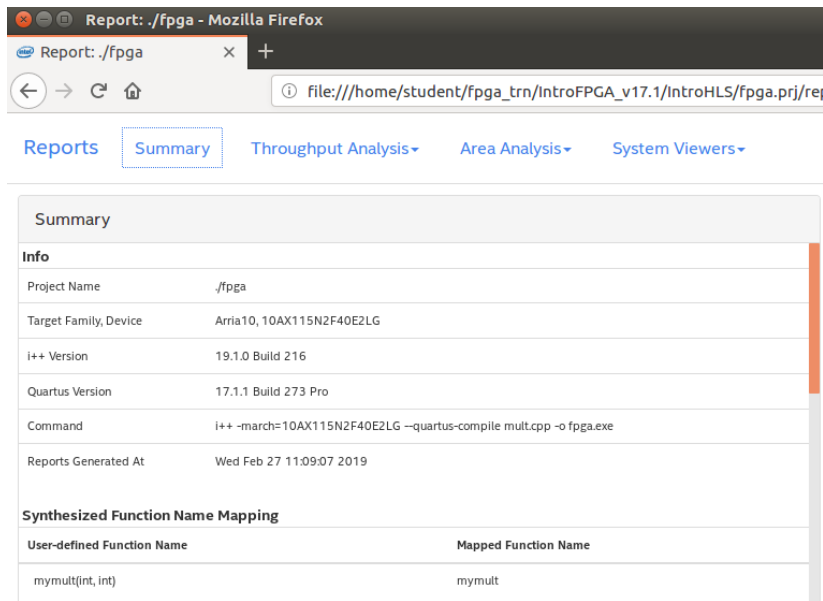 Report: ./fpga - Mozilla Firefox
intel Report: ./fpga × +
file:///home/student/fpga_trn/IntroFPGA_v17.1/IntroHLS/fpga.prj/rep
Reports Summary Throughput Analysis Area Analysis System Viewers
Summary
Info
Project Name ./fpga
Target Family, Device Arria10, 10AX115N2F40E2LG
i++ Version 19.1.0 Build 216
Quartus Version 17.1.1 Build 273 Pro
Command i++ -march=10AX115N2F40E2LG --quartus-compile mult.cpp -o fpga.exe
Reports Generated At Wed Feb 27 11:09:07 2019
Synthesized Function Name Mapping
User-defined Function Name Mapped Function Name
mymult(int, int) mymult